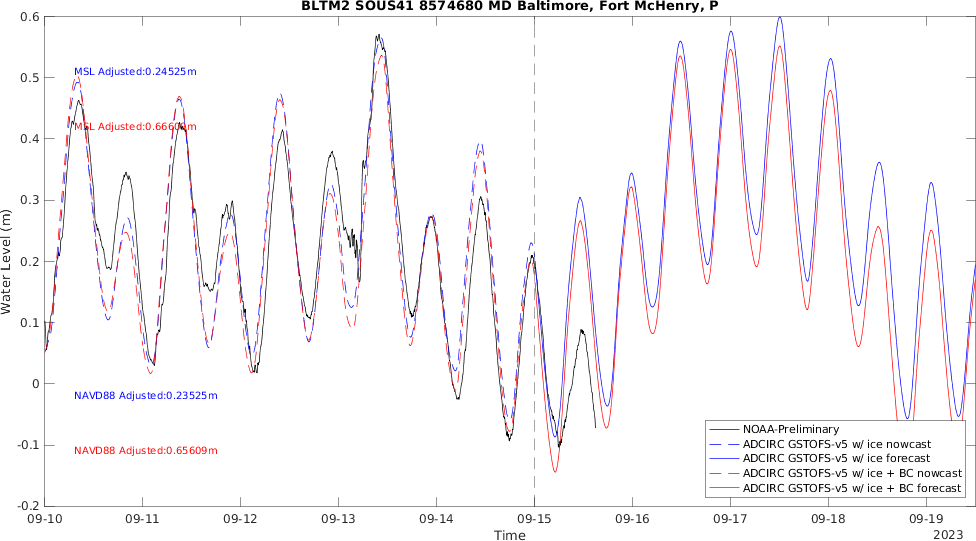 BLTM2 SOUS41 8574680 MD Baltimore, Fort McHenry, P
Water Level (m)
0.6
0.5
0.4
0.3
0.2
0.1
0
-0.1
-0.2
MSL Adjusted:0.24525m
MSL
NAVD88 Adjusted:0.23525m
NAVD88 Adjusted:0.65609m
NOAA-Preliminary
ADCIRC GSTOFS-v5 w/ ice nowcast
ADCIRC GSTOFS-v5 w/ ice forecast
ADCIRC GSTOFS-v5 w/ ice + BC nowcast
ADCIRC GSTOFS-v5 w/ ice + BC forecast
09-10 09-11 09-12 09-13 09-14 09-15 09-16 09-17 09-18 09-19
Time
2023